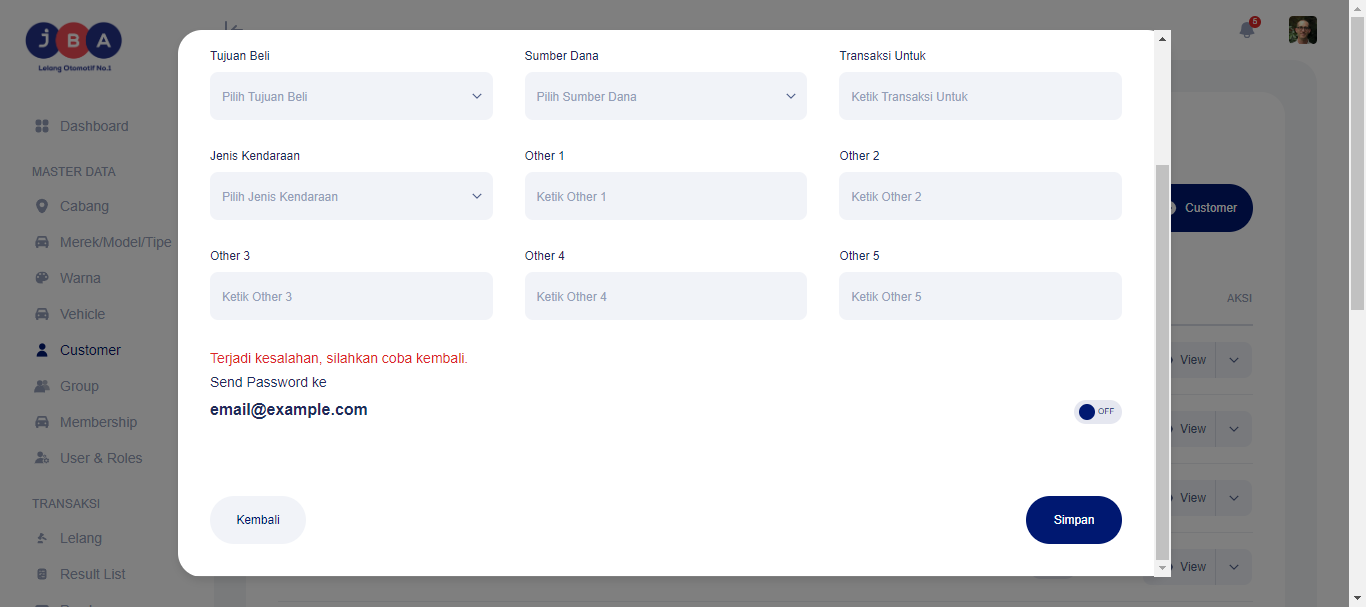 JBA
Lelang Otomotif No.1
5
Dashboard
MASTER DATA
Cabang
Merek/Model/Tipe
Warna
Vehicle
Customer
Group
Membership
User & Roles
TRANSAKSI
Lelang
Result List
Tujuan Beli
Sumber Dana
Transaksi Untuk
Pilih Tujuan Beli
Pilih Sumber Dana
Ketik Transaksi Untuk
Jenis Kendaraan
Other 1
Other 2
Pilih Jenis Kendaraan
Ketik Other 1
Ketik Other 2
Other 3
Other 4
Other 5
Ketik Other 3
Ketik Other 4
Ketik Other 5
Terjadi kesalahan, silahkan coba kembali.
Send Password ke
email@example.com
OFF
Kembali
Simpan
Customer
AKSI
View
View
View
View